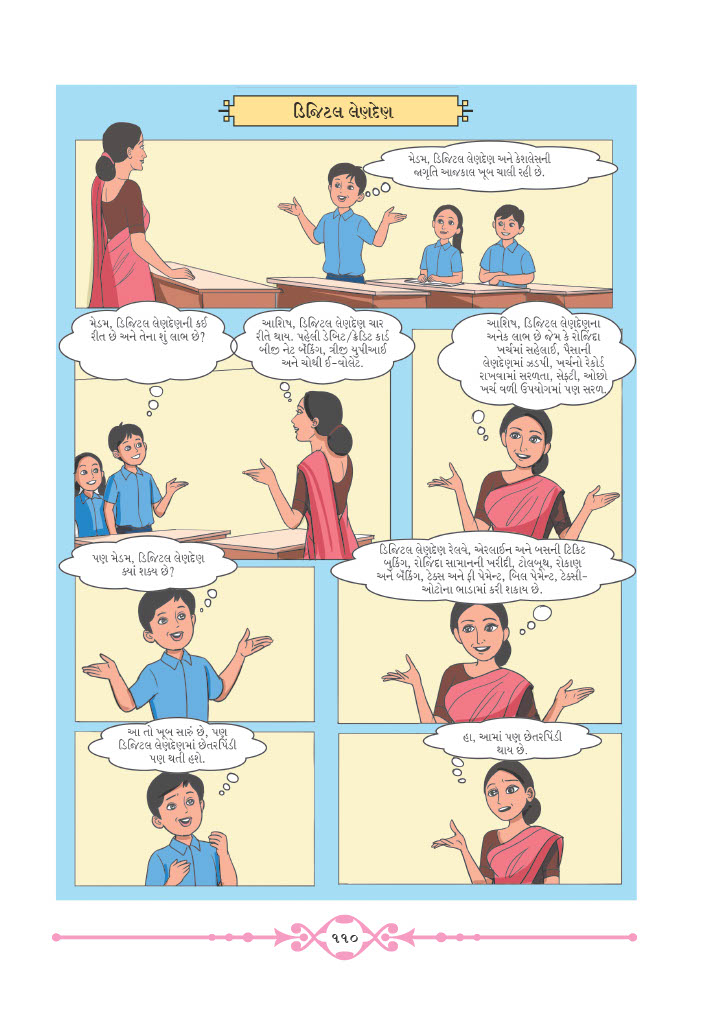 ડિજિટલ લેણદેણ
મેડમ, ડિજિટલ લેણદેણ અને કેશલેસની
જાગૃતિ આજકાલ ખૂબ ચાલી રહી છે.
મેડમ, ડિજિટલ લેણદેણની કઈ
રીત છે અને તેના શું લાભ છે?
આશિષ, ડિજિટલ લેણદેણ ચાર
રીતે થાય. પહેલી ડેબિટ/ક્રેડિટ કાર્ડ
બીજી નેટ બેંકિંગ, ત્રીજી યુપીઆઈ
અને ચોથી ઈ-વોલેટ.
આશિષ, ડિજિટલ લેણદેણના
અનેક લાભ છે જેમ કે રોજિંદા
ખર્ચમાં સહેલાઈ, પૈસાની
લેણદેણમાં ઝડપી, ખર્ચનો રેકોર્ડ
રાખવામાં સરળતા, સેફ્ટી, ઓછો
ખર્ચ વળી ઉપયોગમાં પણ સરળ.
પણ મેડમ, ડિજિટલ લેણદેણ
ક્યાં શક્ય છે?
ડિજિટલ લેણદેણ રેલવે, એરલાઈન અને બસની ટિકિટ
બુકિંગ, રોજિંદા સામાનની ખરીદી, ટોલબૂથ, રોકાણ
અને બેંકિંગ, ટેક્સ અને ફી પેમેન્ટ, બિલ પેમેન્ટ, ટેક્સી-
ઓટોના ભાડામાં કરી શકાય છે.
આ તો ખૂબ સારું છે, પણ
ડિજિટલ લેણદેણમાં છેતરપિંડી
પણ થતી હશે.
હા, આમાં પણ છેતરપિંડી
થાય છે.
૧૧૦